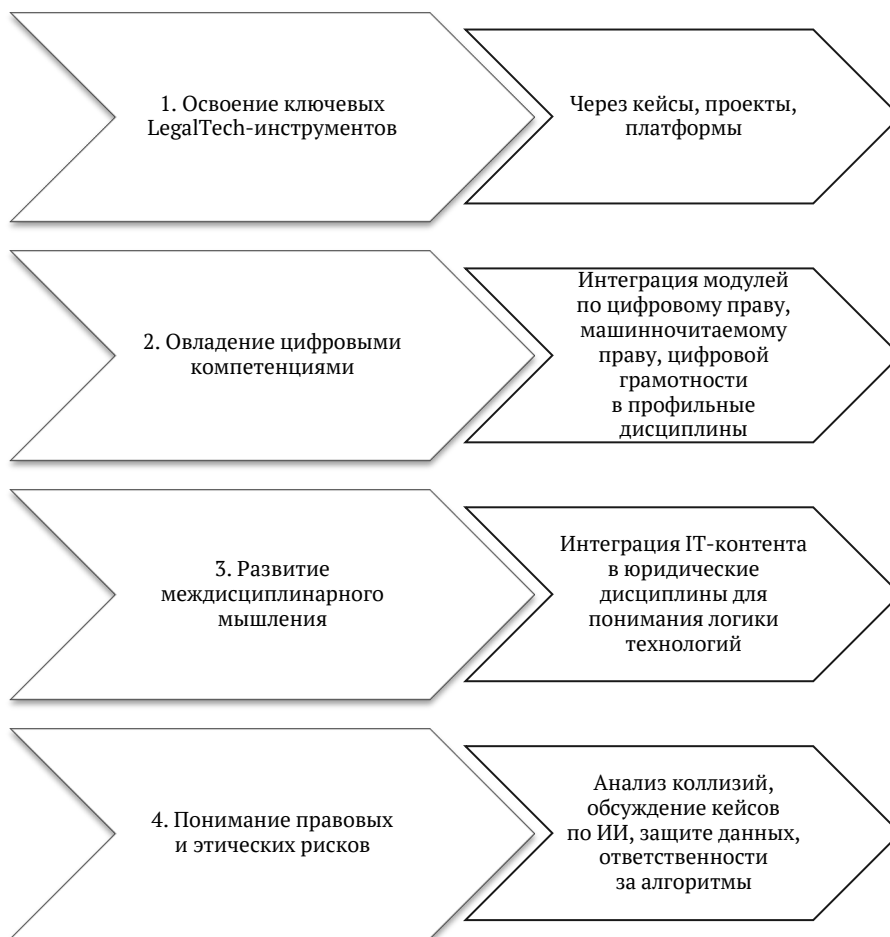 1. Освоение ключевых
LegalTech-инструментов
Через кейсы, проекты,
платформы
2. Овладение цифровыми
компетенциями
Интеграция модулей
по цифровому праву,
машинночитаемому
праву, цифровой
грамотности
в профильные
дисциплины
3. Развитие
междисциплинарного
мышления
Интеграция IT-контента
в юридические
дисциплины для
понимания логики
технологий
4. Понимание правовых
и этических рисков
Анализ коллизий,
обсуждение кейсов
по ИИ, защите данных,
ответственности
за алгоритмы